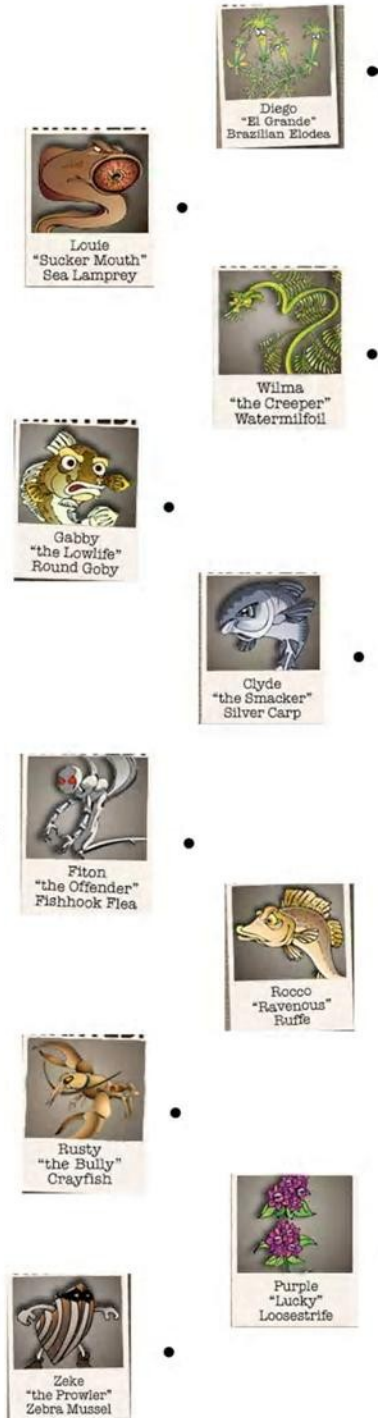 Diego
"El Grande"
Brazilian Elodea
Louie
"Sucker Mouth"
Sea Lamprey
Wilma
"the Creeper"
Watermilfoil
Gabby
"the Lowlife"
Round Goby
Clyde
"the Smacker"
Silver Carp
Fiton
"the Offender"
Fishhook Flea
Rocco
"Ravenous"
Ruffe
Rusty
"the Bully"
Crayfish
Purple
"Lucky"
Loosestrife
Zeke
"the Prowler"
Zebra Mussel